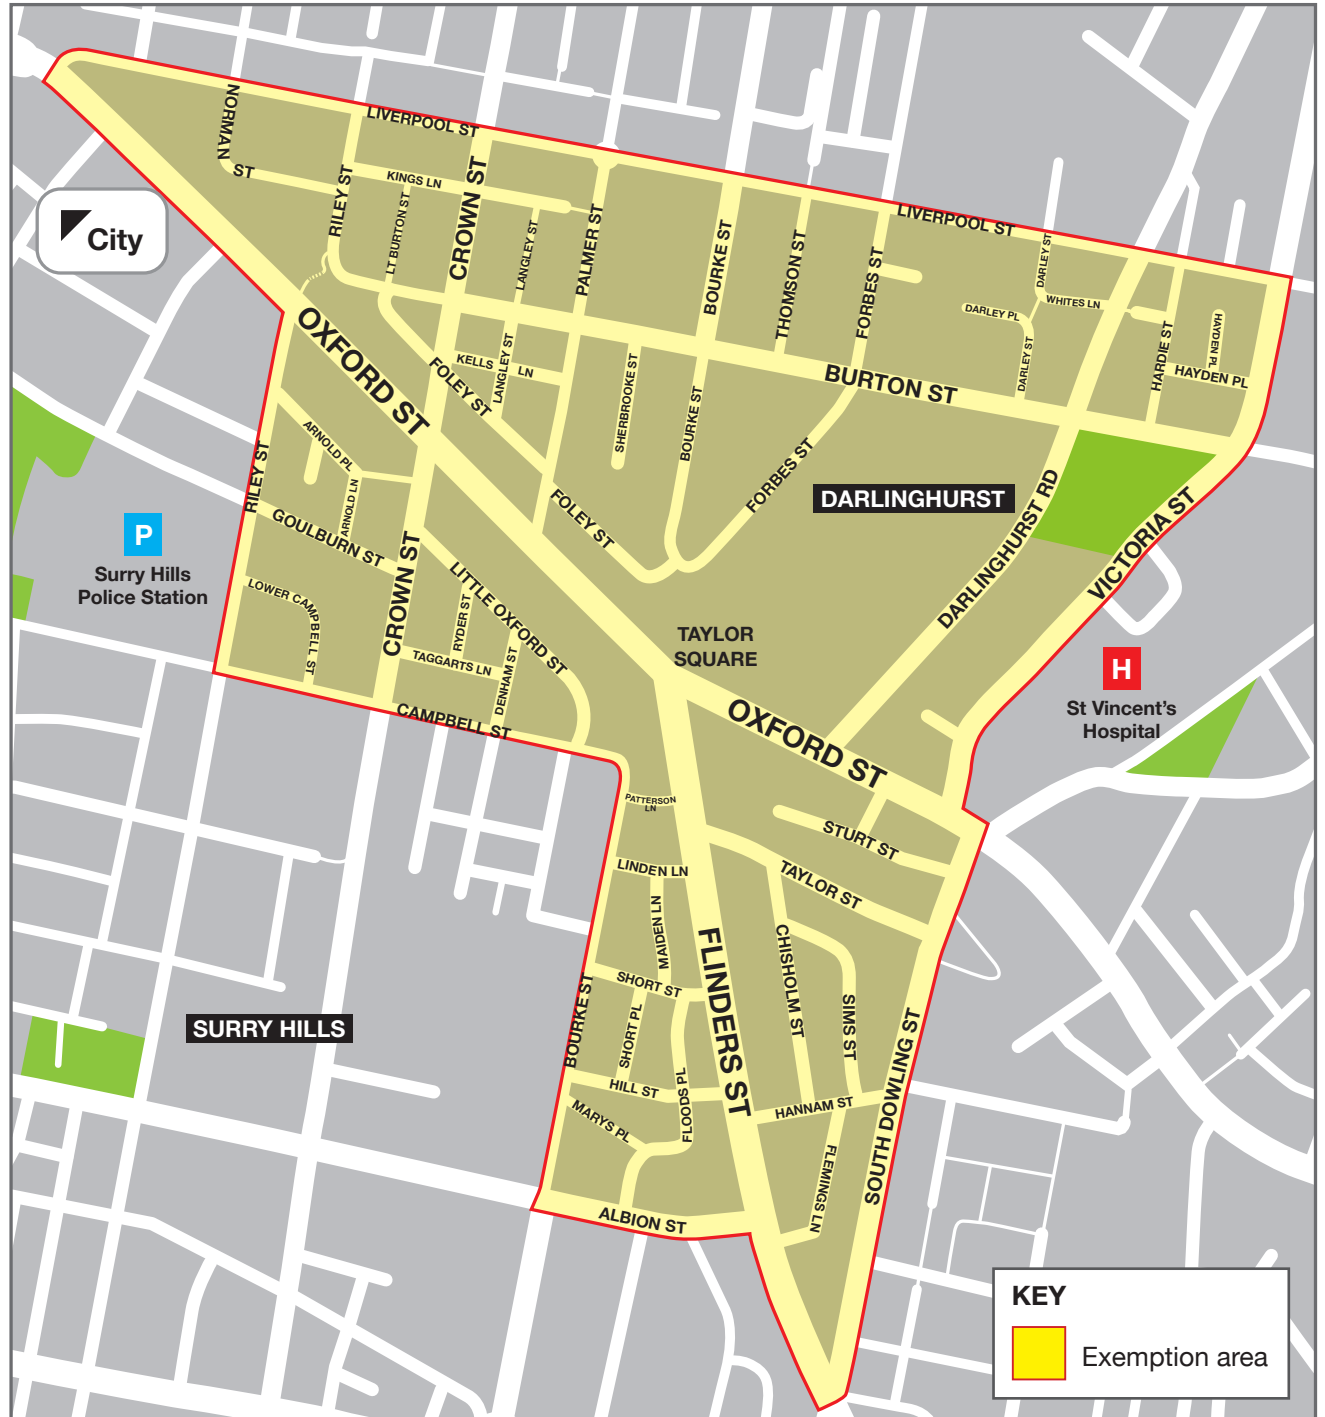 NORMAN
ST
LIVERPOOL ST
RILEY ST
KINGS LN
LT BURTON ST
CROWN ST
LANGLEY ST
PALMER ST
BOURKE ST
THOMSON ST
FORBES ST
LIVERPOOL ST
DARLEY ST
WHITES LN
DARLEY PL
DARLEY ST
HARDIE ST
HAYDEN PL
HAYDEN PL
City
OXFORD ST
FOLEY ST
KELLS LN
LANGLEY ST
SHERBROOKE ST
BOURKE ST
FORBES ST
BURTON ST
ARNOLD PL
ARNOLD LN
RILEY ST
GOULBURN ST
FOLEY ST
DARLINGHURST
DARLINGHURST RD
VICTORIA ST
P
Surry Hills
Police Station
LOWER CAMPBELL ST
CROWN ST
LITTLE OXFORD ST
RYDER ST
TAGGARTS LN
DENHAM ST
CAMPBELL ST
TAYLOR
SQUARE
H
St Vincent's
Hospital
OXFORD ST
PATTERSON
LN
STURT ST
LINDEN LN
TAYLOR ST
MAIDEN LN
FLINDERS ST
CHISHOLM ST
SHORT ST
SIMS ST
BOURKE ST
SHORT PL
SURRY HILLS
SOUTH DOWLING ST
HILL ST
FLOODS PL
HANNAM ST
MARYS PL
FLEMINGS LN
ALBION ST
KEY
Exemption area